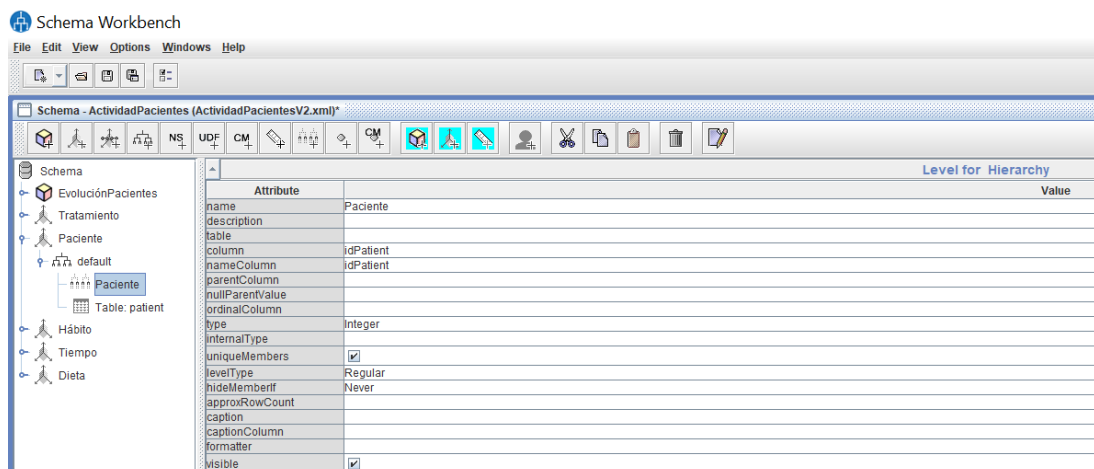 Schema Workbench
File Edit View Options Windows Help
Schema - ActividadPacientes (ActividadPacientesV2.xml)*
NS UDF CM CM
Schema
EvoluciónPacientes
Tratamiento
Paciente
default
Paciente
Table: patient
Hábito
Tiempo
Dieta
Level for Hierarchy
Attribute Value
name Paciente
description
table
column idPatient
nameColumn idPatient
parentColumn
nullParentValue
ordinalColumn
type Integer
internalType
uniqueMembers
levelType Regular
hideMemberIf Never
approxRowCount
caption
captionColumn
formatter
visible